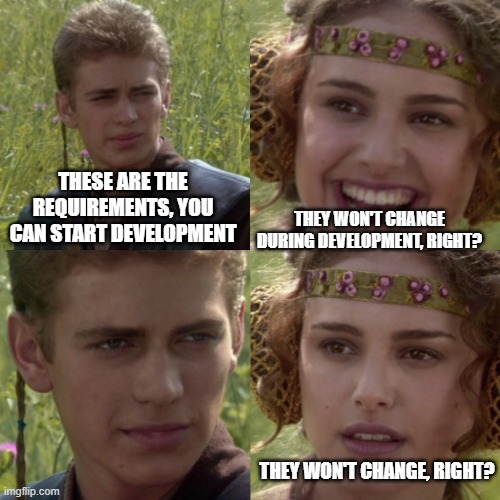 THESE ARE THE
REQUIREMENTS, YOU
CAN START DEVELOPMENT
THEY WON'T CHANGE
DURING DEVELOPMENT, RIGHT?
THEY WON'T CHANGE, RIGHT?
imgflip.com